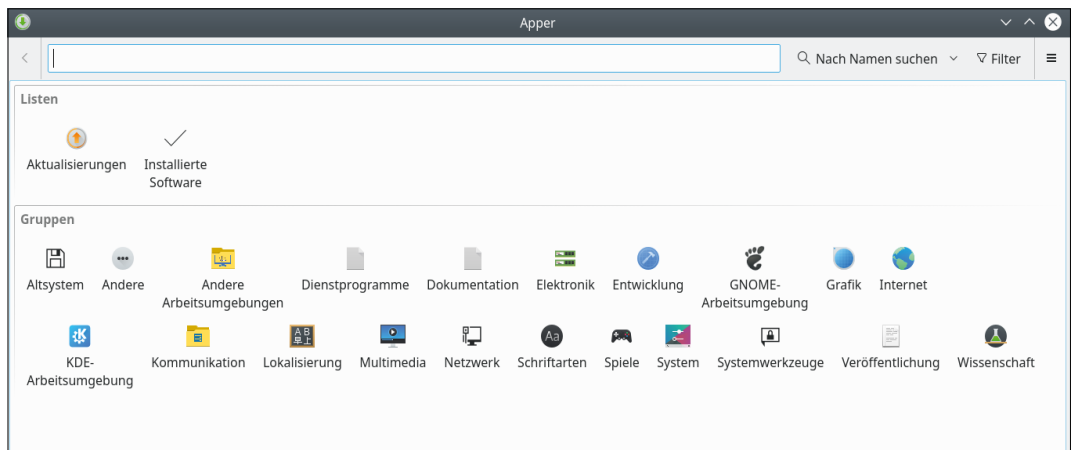 Apper
Nach Namen suchen
Filter
Listen
Aktualisierungen
Installierte
Software
Gruppen
Altsystem
Andere
Andere
Arbeitsumgebungen
Dienstprogramme
Dokumentation
Elektronik
Entwicklung
GNOME-
Arbeitsumgebung
Grafik
Internet
KDE-
Arbeitsumgebung
Kommunikation
Lokalisierung
Multimedia
Netzwerk
Schriftarten
Spiele
System
Systemwerkzeuge
Veröffentlichung
Wissenschaft